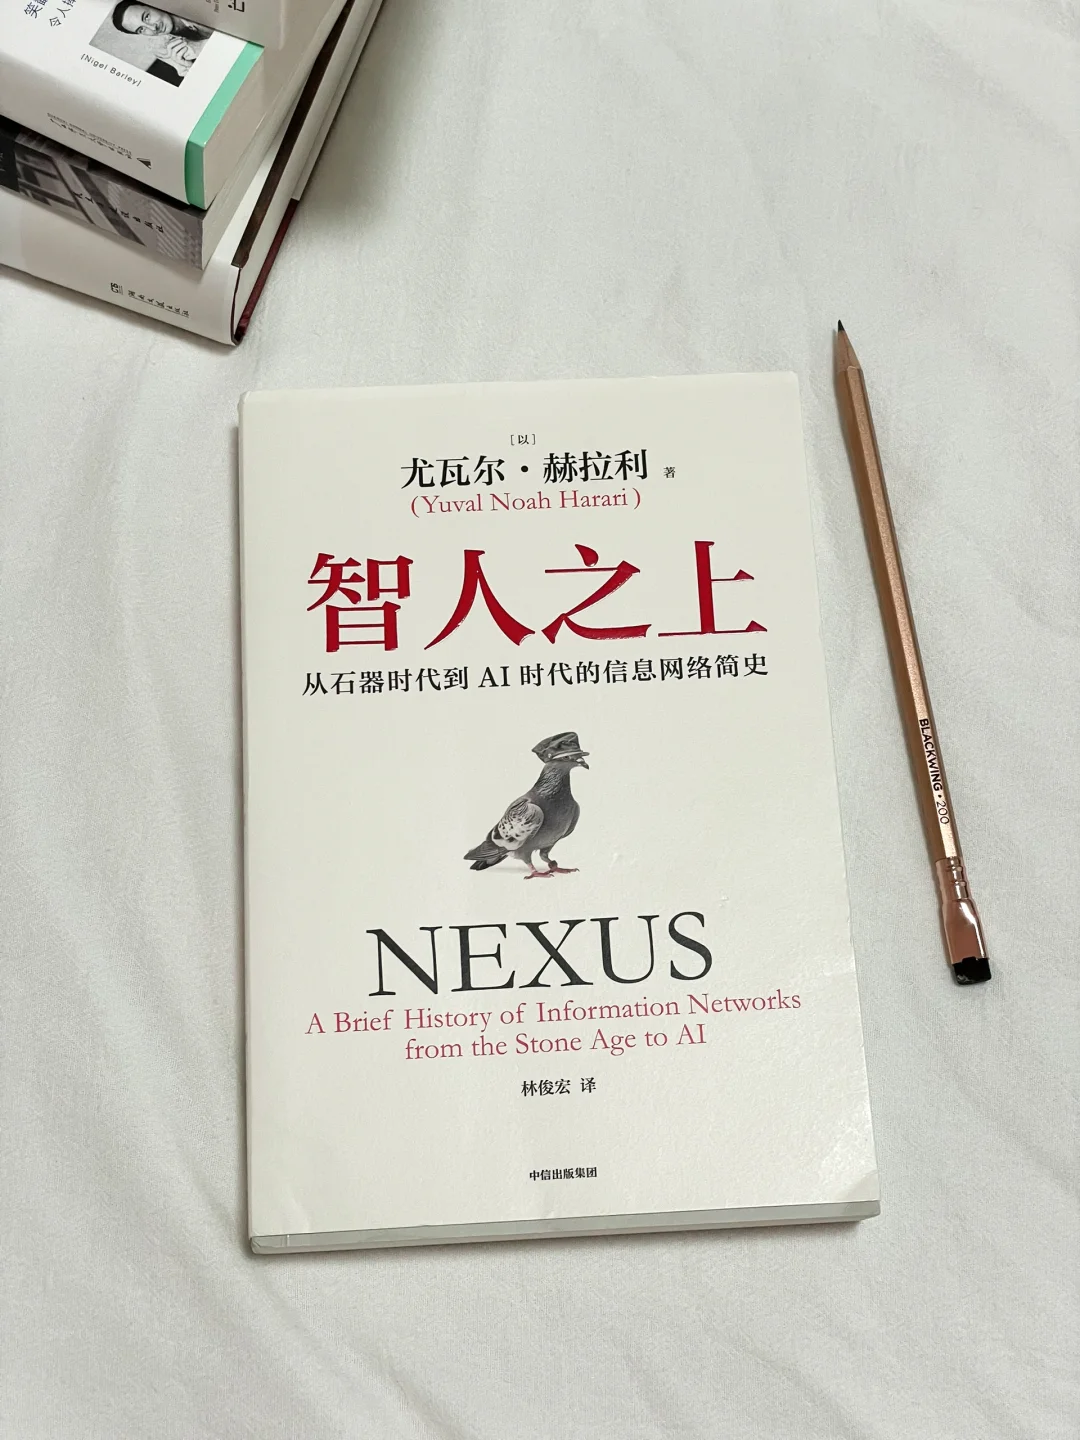 [Nigel Barley]
[以]
尤瓦尔·赫拉利 著
(Yuval Noah Harari)
智人之上
从石器时代到 AI 时代的信息网络简史
NEXUS
A Brief History of Information Networks
from the Stone Age to AI
林俊宏 译
中信出版集团
BLACKWING • 200